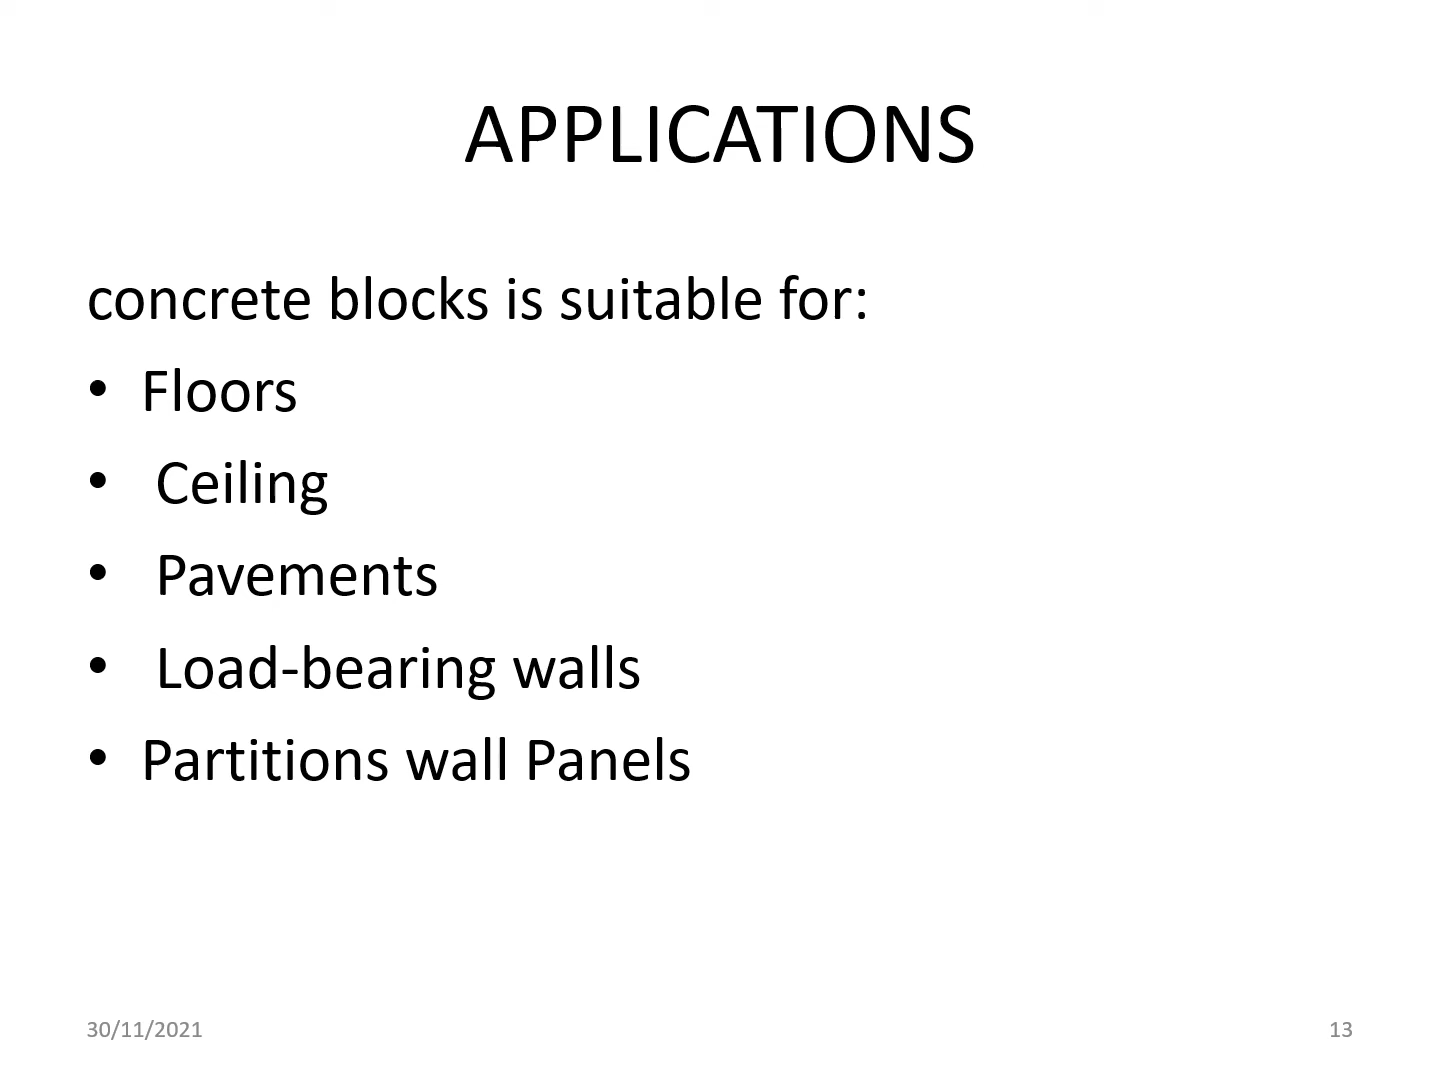 APPLICATIONS
concrete blocks is suitable for:
• Floors
• Ceiling
• Pavements
• Load-bearing walls
• Partitions wall Panels
30/11/2021
13